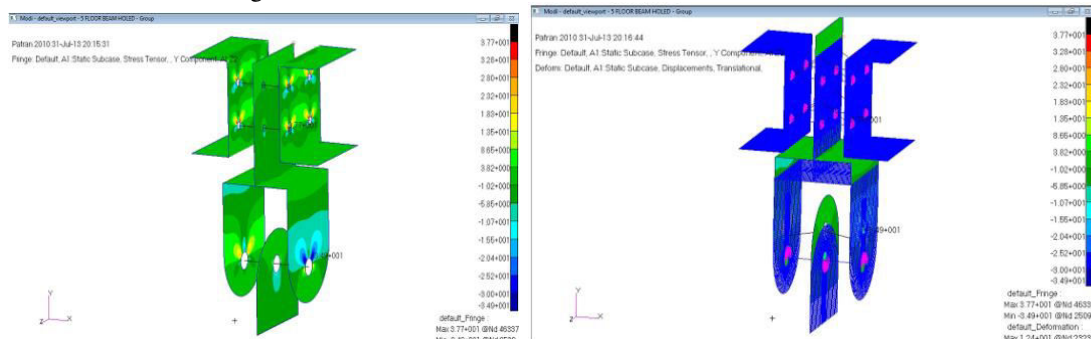 Modi - default_viewport - 5 FLOOR BEAM HOLED - Group
Patran 2010 31-Jul-13 20:15:31
Fringe: Default, A1:Static Subcase, Stress Tensor, , Y Component,
3.77+001
3.28+001
2.80+001
2.32+001
1.83+001
1.35+001
8.65+000
3.82+000
-1.02+000
-5.85+000
-1.07+001
-1.55+001
-2.04+001
-2.52+001
-3.00+001
-3.49+001
Y
Z X
default_Fringe :
Max 3.77+001 @Nd 46337
Modi - default_viewport - 5 FLOOR BEAM HOLED - Group
Patran 2010 31-Jul-13 20:16:44
Fringe: Default, A1:Static Subcase, Stress Tensor, , Y Component,
Deform: Default, A1:Static Subcase, Displacements, Translational,
3.77+001
3.28+001
2.80+001
2.32+001
1.83+001
1.35+001
8.65+000
3.82+000
-1.02+000
-5.85+000
-1.07+001
-1.55+001
-2.04+001
-2.52+001
-3.00+001
-3.49+001
Y
Z X
default_Fringe :
Max 3.77+001 @Nd 4633
Min -3.49+001 @Nd 2509
default_Deformation :